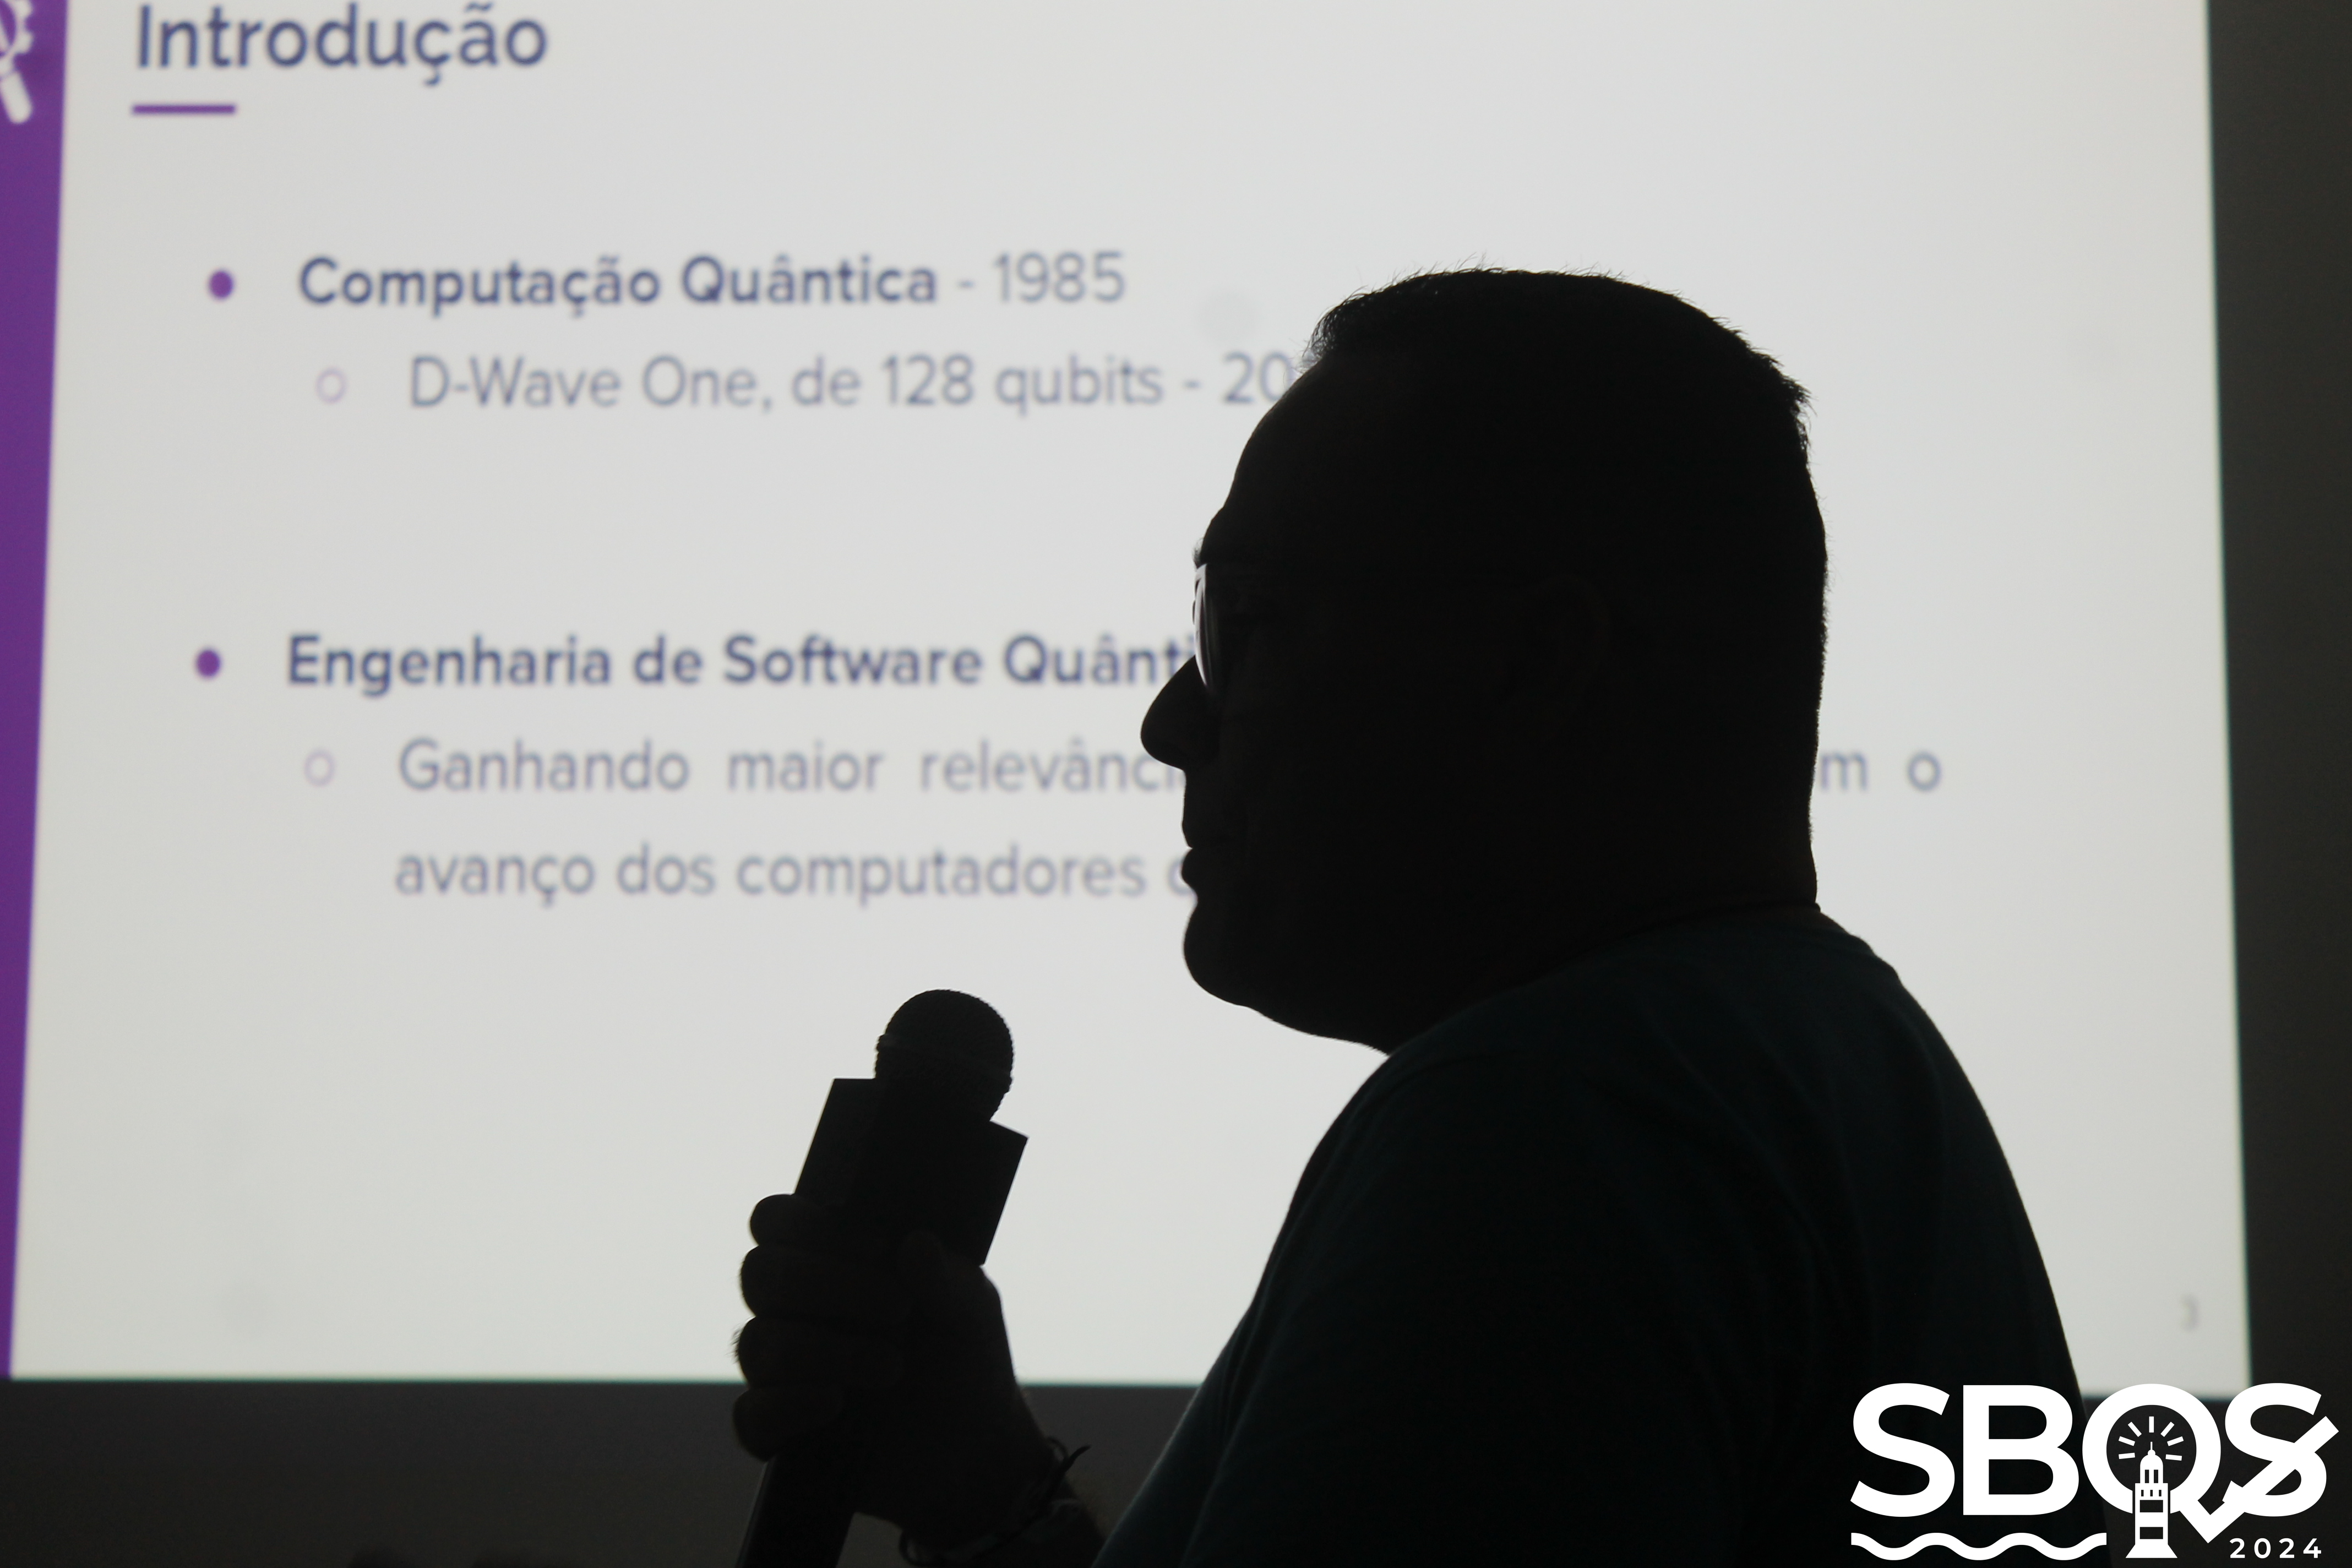 Introdução
Computação Quântica - 1985
D-Wave One, de 128 qubits - 20
Engenharia de Software Quânti
Ganhando maior relevânci m o
avanço dos computadores
3
SBQS
2024